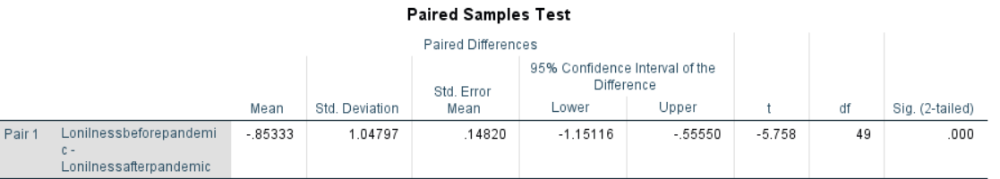 Paired Samples Test
Paired Differences
95% Confidence Interval of the
Difference
Std. Error
Mean
Mean Std. Deviation Lower Upper t df Sig. (2-tailed)
Pair 1 Lonilnessbeforepandemi -.85333 1.04797 .14820 -1.15116 -.55550 -5.758 49 .000
c -
Lonilnessafterpandemic